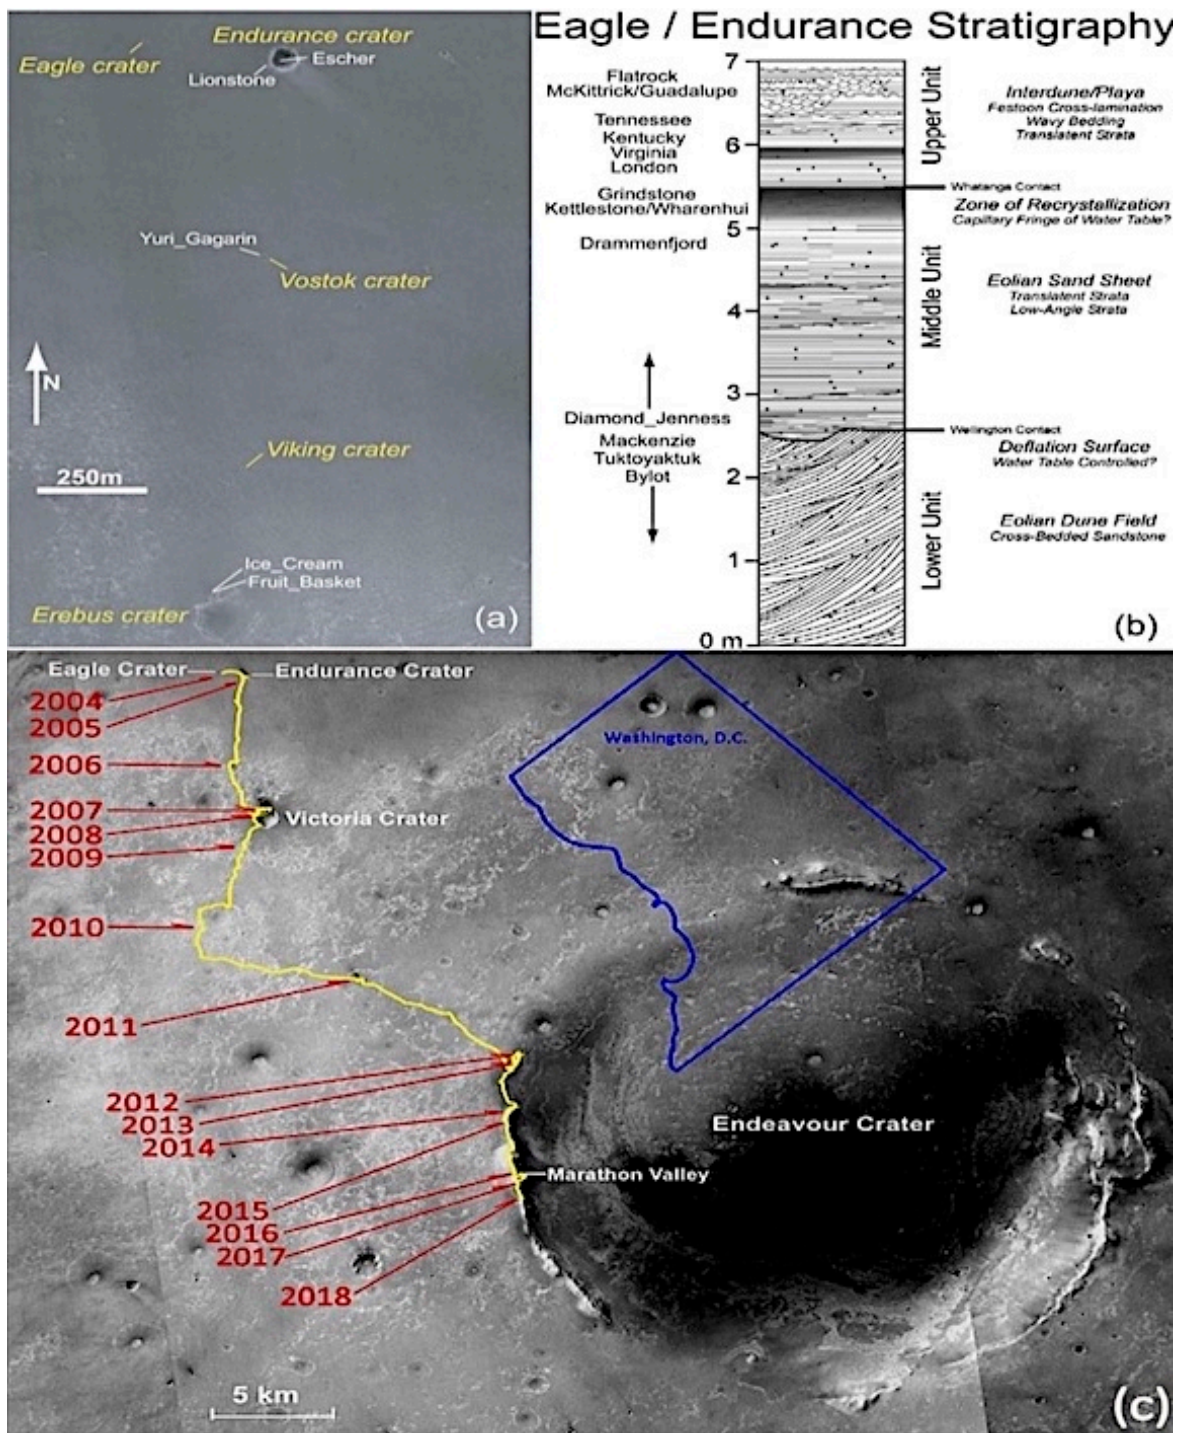 Endurance crater
Eagle crater
Escher
Lionstone
Yuri_Gagarin
Vostok crater
N
Viking crater
250m
Ice_Cream
Fruit_Basket
Erebus crater
(a)
Eagle / Endurance Stratigraphy
7
6
5
4
3
2
1
0 m
Flatrock
McKittrick/Guadalupe
Tennessee
Kentucky
Virginia
London
Grindstone
Kettlestone/Wharenhui
Drammenfjord
Diamond_Jenness
Mackenzie
Tuktoyaktuk
Bylot
Upper Unit
Middle Unit
Lower Unit
Interdune/Playa
Festoon Cross-lamination
Wavy Bedding
Translatent Strata
Whatanga Contact
Zone of Recrystallization
Capillary Fringe of Water Table?
Eolian Sand Sheet
Translatent Strata
Low-Angle Strata
Wellington Contact
Deflation Surface
Water Table Controlled?
Eolian Dune Field
Cross-Bedded Sandstone
(b)
Eagle Crater
Endurance Crater
2004
2005
2006
2007
2008
2009
Victoria Crater
Washington, D.C.
2010
2011
2012
2013
2014
Endeavour Crater
Marathon Valley
2015
2016
2017
2018
5 km
(c)